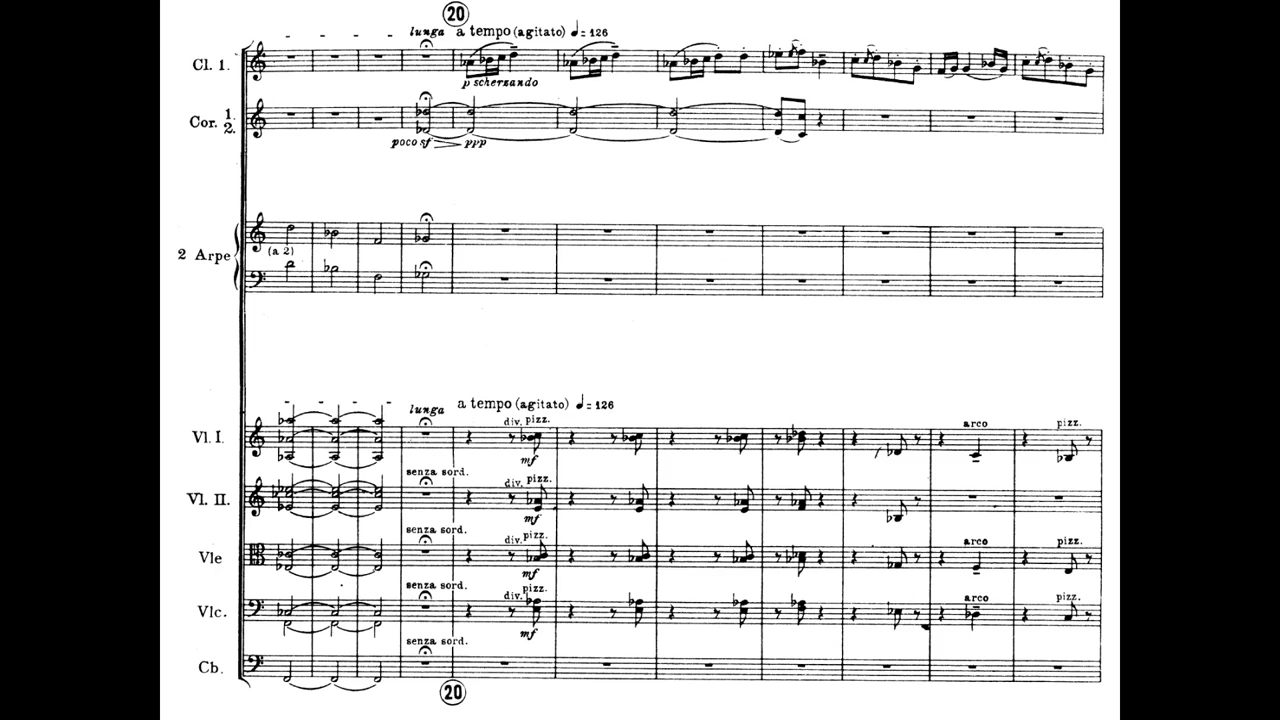 20
lunga a tempo (agitato) ♩= 126
Cl. 1.
p scherzando
Cor. 1. 2.
poco sf ppp
2 Arpe
(a 2)
lunga a tempo (agitato) ♩= 126
Vl. I.
div. pizz.
arco
pizz.
mf
senza sord.
Vl. II.
div. pizz.
mf
senza sord.
Vle
div. pizz.
arco
pizz.
mf
senza sord.
Vlc.
div. pizz.
arco
pizz.
mf
senza sord.
Cb.
20